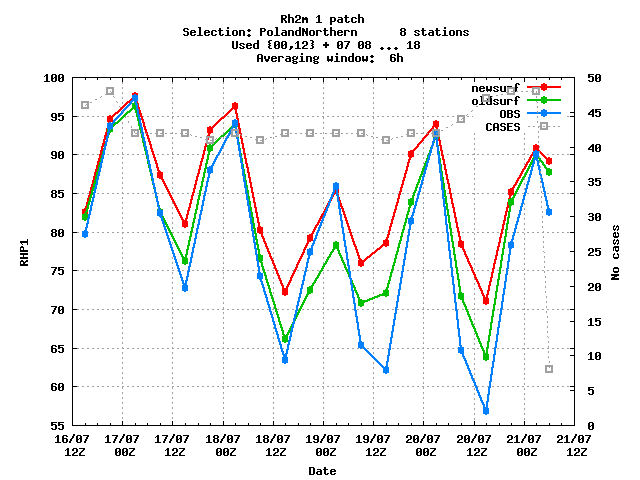 Rh2m 1 patch
Selection: PolandNorthern      8 stations
Used {00,12} + 07 08 ... 18
Averaging window:  6h
newsurf
oldsurf
OBS
CASES
100
95
90
85
80
75
70
65
60
55
50
45
40
35
30
25
20
15
10
5
0
RHP1
No cases
16/07 17/07 17/07 18/07 18/07 19/07 19/07 20/07 20/07 21/07 21/07
12Z 00Z 12Z 00Z 12Z 00Z 12Z 00Z 12Z 00Z 12Z
Date